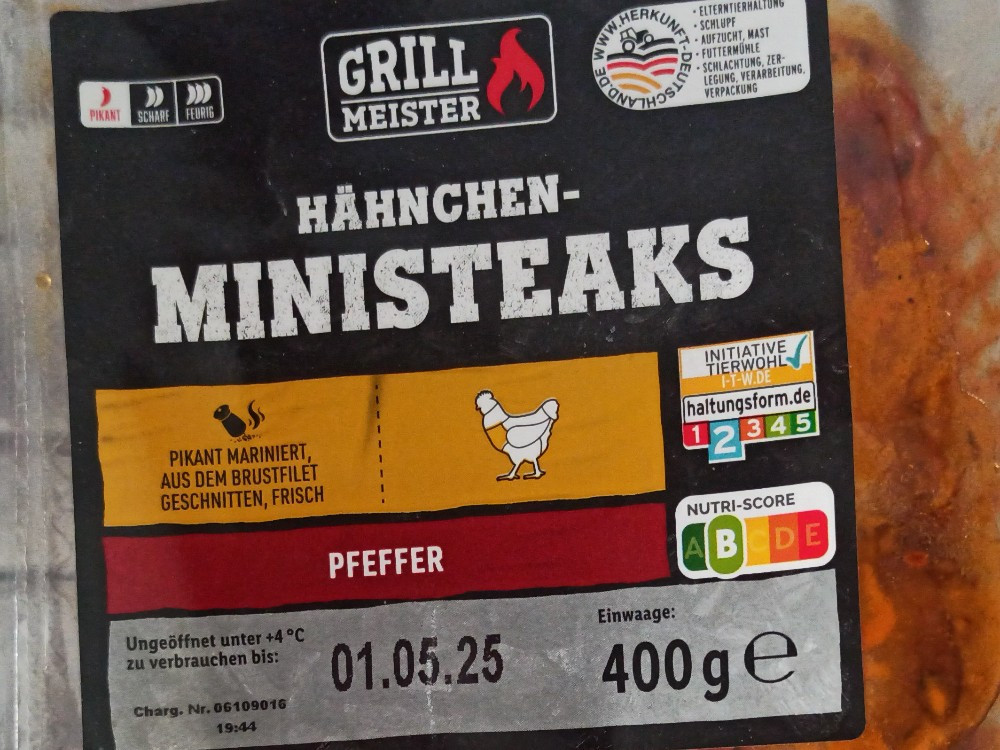 GRILL
MEISTER
PIKANT
SCHARF
FEURIG
WWW.HERKUNFT-DEUTSCHLAND.DE
· ELTERNTIERHALTUNG
· SCHLUPF
· AUFZUCHT, MAST
· FUTTERMÜHLE
· SCHLACHTUNG, ZER-
LEGUNG, VERARBEITUNG,
VERPACKUNG
HÄHNCHEN-
MINISTEAKS
INITIATIVE
TIERWOHL
I-T-W.DE
haltungsform.de
1 2 3 4 5
PIKANT MARINIERT,
AUS DEM BRUSTFILET
GESCHNITTEN, FRISCH
NUTRI-SCORE
A B C D E
PFEFFER
Ungeöffnet unter +4 °C
zu verbrauchen bis:
01.05.25
Einwaage:
400 g ℮
Charg. Nr. 06109016
19:44